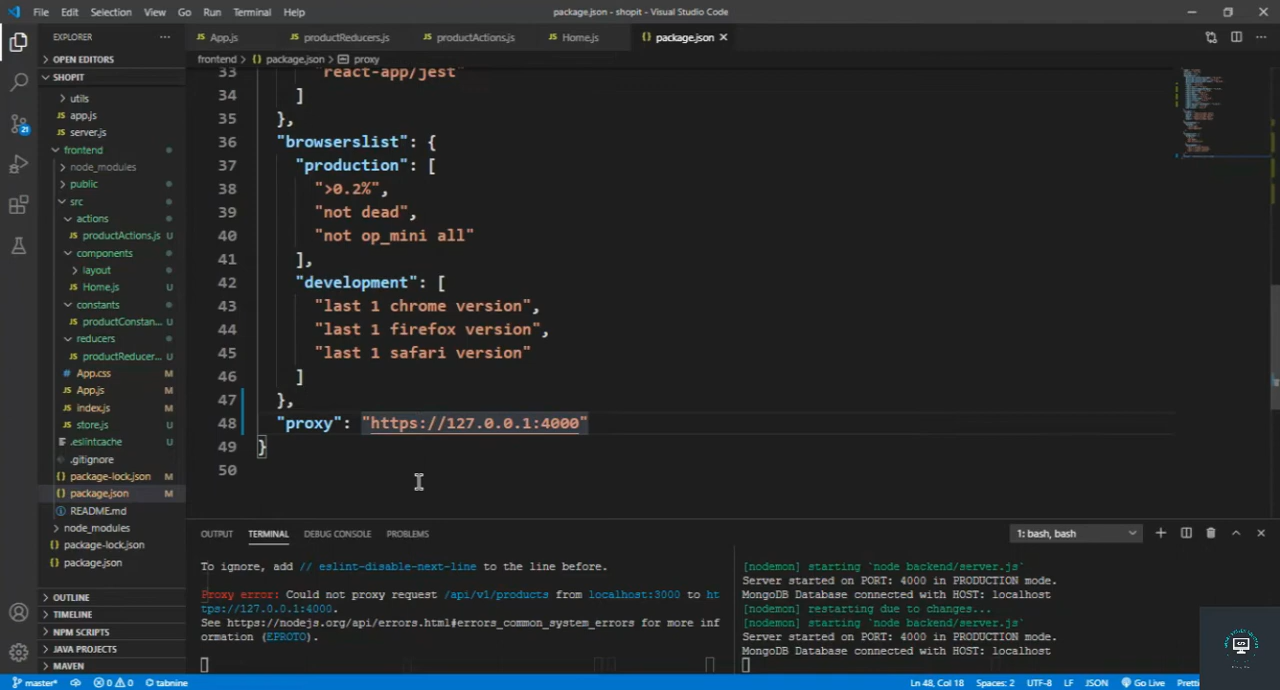 File Edit Selection View Go Run Terminal Help
package.json - shopit - Visual Studio Code
EXPLORER
App.js productReducers.js productActions.js Home.js package.json
OPEN EDITORS
frontend > package.json > proxy
SHOPIT
utils
app.js
server.js
frontend
node_modules
public
src
actions
productActions.js U
components
layout
Home.js U
constants
productConstan... U
reducers
productReducer... U
App.css M
App.js M
index.js M
store.js U
.eslintcache U
.gitignore
package-lock.json M
package.json M
README.md
node_modules
package-lock.json
package.json
OUTLINE
TIMELINE
NPM SCRIPTS
JAVA PROJECTS
MAVEN
21
33 "react-app/jest"
34 ]
35 },
36 "browserslist": {
37 "production": [
38 ">0.2%",
39 "not dead",
40 "not op_mini all"
41 ],
42 "development": [
43 "last 1 chrome version",
44 "last 1 firefox version",
45 "last 1 safari version"
46 ]
47 },
48 "proxy": "https://127.0.0.1:4000"
49 }
50
OUTPUT TERMINAL DEBUG CONSOLE PROBLEMS
1: bash, bash
To ignore, add // eslint-disable-next-line to the line before.
Proxy error: Could not proxy request /api/v1/products from localhost:3000 to ht
tps://127.0.0.1:4000.
See https://nodejs.org/api/errors.html#errors_common_system_errors for more inf
ormation (EPROTO).
[nodemon] starting `node backend/server.js`
Server started on PORT: 4000 in PRODUCTION mode.
MongoDB Database connected with HOST: localhost
[nodemon] restarting due to changes...
[nodemon] starting `node backend/server.js`
Server started on PORT: 4000 in PRODUCTION mode.
MongoDB Database connected with HOST: localhost
master* 0 0 tabnine
Ln 48, Col 18 Spaces: 2 UTF-8 LF JSON Go Live Pretti